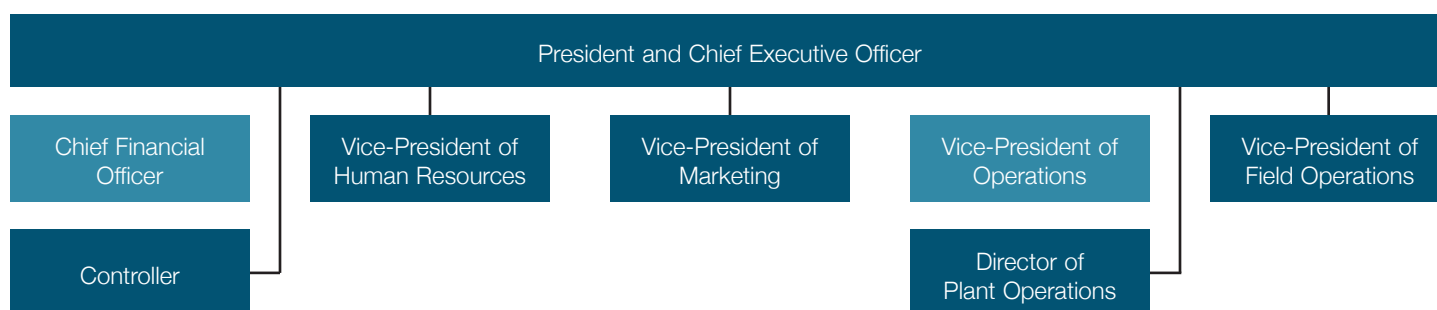 President and Chief Executive Officer
Chief Financial
Officer
Vice-President of
Human Resources
Vice-President of
Marketing
Vice-President of
Operations
Vice-President of
Field Operations
Controller
Director of
Plant Operations